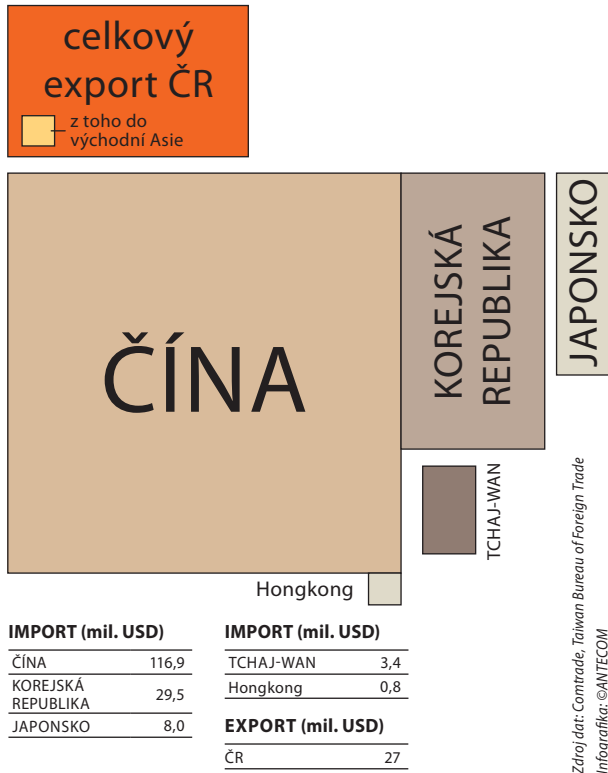 celkový
export ČR
z toho do
východní Asie
ČÍNA
KOREJSKÁ
REPUBLIKA
JAPONSKO
TCHAJ-WAN
Hongkong
IMPORT (mil. USD)
ČÍNA 116,9
KOREJSKÁ
REPUBLIKA 29,5
JAPONSKO 8,0
IMPORT (mil. USD)
TCHAJ-WAN 3,4
Hongkong 0,8
EXPORT (mil. USD)
ČR 27
Zdroj dat: Comtrade, Taiwan Bureau of Foreign Trade
Infografika: ©ANTECOM